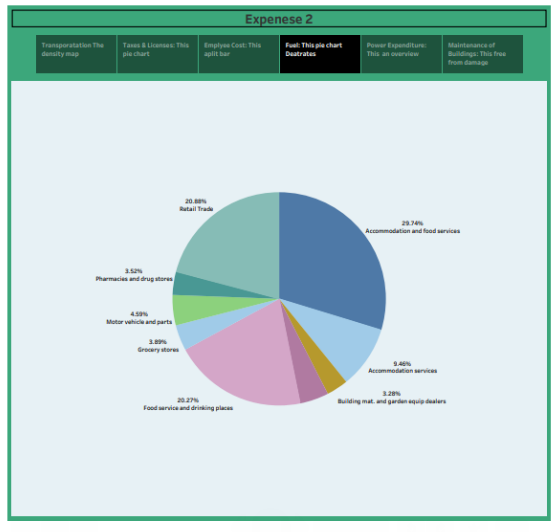 Expenese 2
Transporatation The
density map
Taxes & Licenses: This
pie chart
Emplyee Cost: This
aplit bar
Fuel: This pie chart
Deatrates
Power Expenditure:
This an overview
Maintanance of
Buildings: This free
from damage
20.88%
Retail Trade
29.74%
Accommodation and food services
3.52%
Pharmacies and drug stores
4.59%
Motor vehicle and parts
3.89%
Grocery stores
9.46%
Accommodation services
3.28%
Building mat. and garden equip dealers
20.27%
Food service and drinking places